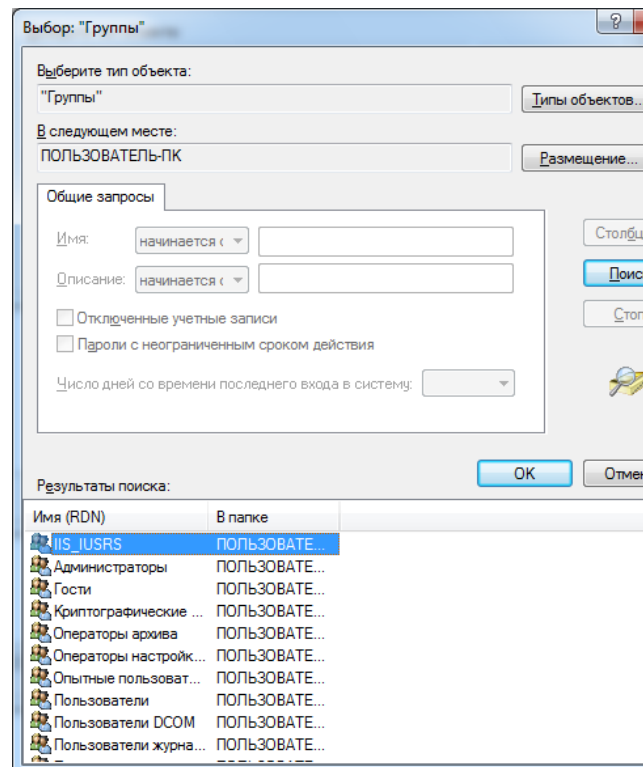 Выбор: "Группы"
Выберите тип объекта:
"Группы"
Типы объектов...
В следующем месте:
ПОЛЬЗОВАТЕЛЬ-ПК
Размещение...
Общие запросы
Имя: начинается с
Столбц
Описание: начинается с
Поис
Отключенные учетные записи
Стоп
Пароли с неограниченным сроком действия
Число дней со времени последнего входа в систему:
OK
Отмен
Результаты поиска:
Имя (RDN) В папке
IIS_IUSRS ПОЛЬЗОВАТЕ...
Администраторы ПОЛЬЗОВАТЕ...
Гости ПОЛЬЗОВАТЕ...
Криптографические ... ПОЛЬЗОВАТЕ...
Операторы архива ПОЛЬЗОВАТЕ...
Операторы настройк... ПОЛЬЗОВАТЕ...
Опытные пользоват... ПОЛЬЗОВАТЕ...
Пользователи ПОЛЬЗОВАТЕ...
Пользователи DCOM ПОЛЬЗОВАТЕ...
Пользователи журна... ПОЛЬЗОВАТЕ...